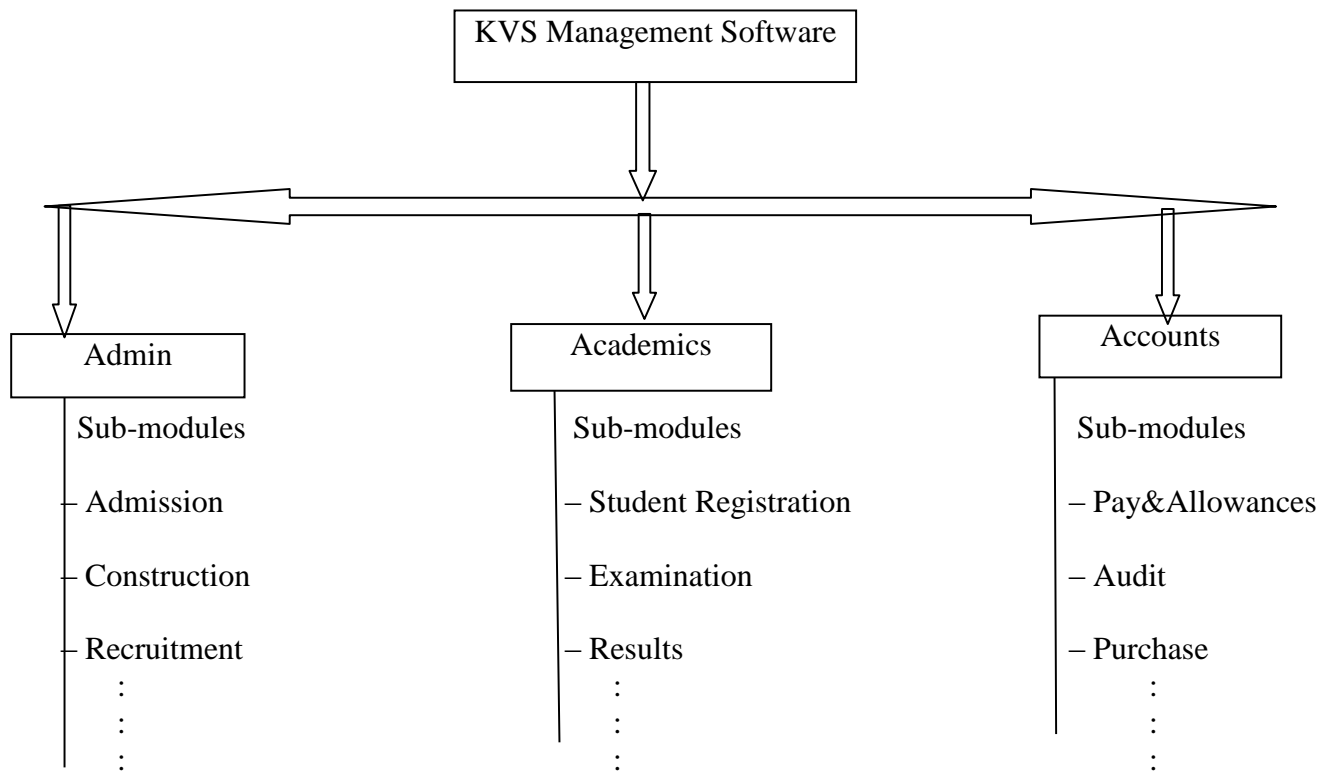 KVS Management Software
Admin
Sub-modules
– Admission
– Construction
– Recruitment
:
:
:
Academics
Sub-modules
– Student Registration
– Examination
– Results
:
:
:
Accounts
Sub-modules
– Pay&Allowances
– Audit
– Purchase
:
:
: